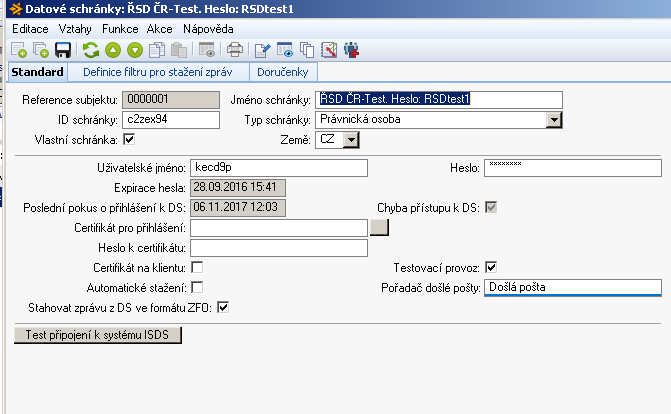 Datové schránky: ŘSD ČR-Test. Heslo: RSDtest1
Editace Vztahy Funkce Akce Nápověda
Standard Definice filtru pro stažení zpráv Doručenky
Reference subjektu: 0000001 Jméno schránky: ŘSD ČR-Test. Heslo: RSDtest1
ID schránky: c2zex94 Typ schránky: Právnická osoba
Vlastní schránka: Země: CZ
Uživatelské jméno: kecd9p Heslo: ********
Expirace hesla: 28.09.2016 15:41
Poslední pokus o přihlášení k DS: 06.11.2017 12:03 Chyba přístupu k DS:
Certifikát pro přihlášení:
Heslo k certifikátu:
Certifikát na klientu: Testovací provoz:
Automatické stažení: Pořadač došlé pošty: Došlá pošta
Stahovat zprávu z DS ve formátu ZFO:
Test připojení k systému ISDS